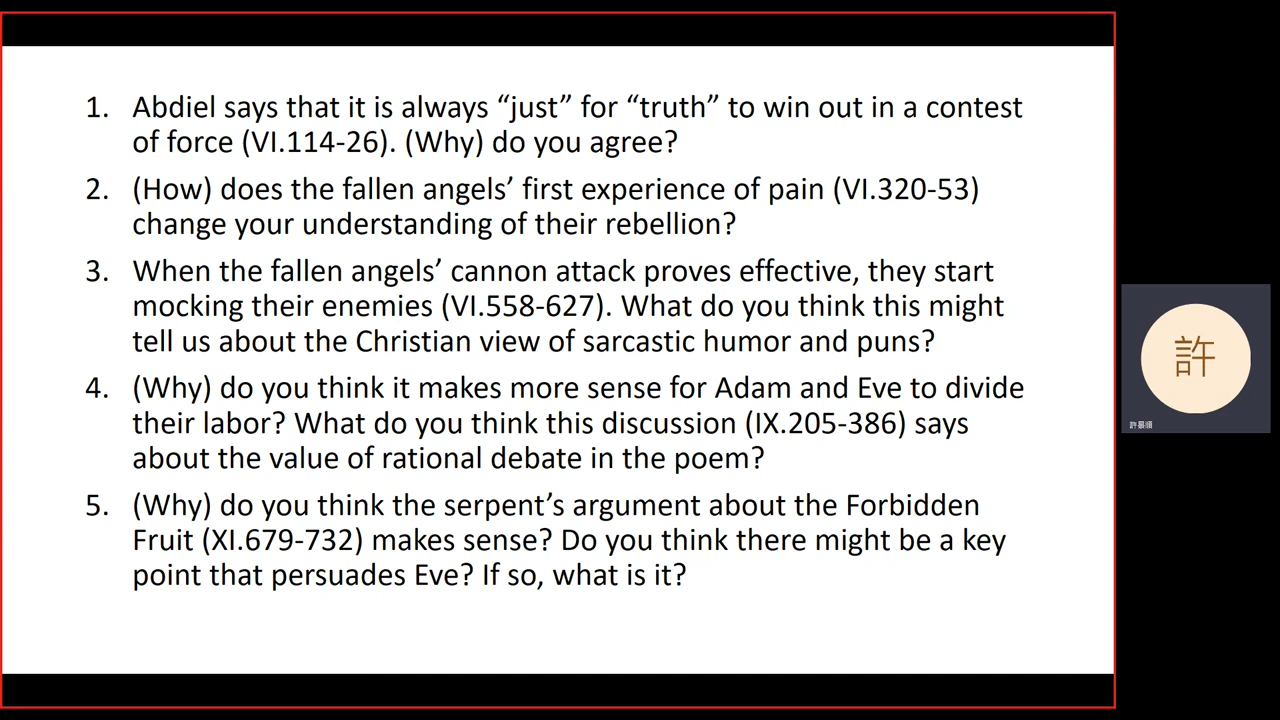 1. Abdiel says that it is always “just” for “truth” to win out in a contest
of force (VI.114-26). (Why) do you agree?
2. (How) does the fallen angels’ first experience of pain (VI.320-53)
change your understanding of their rebellion?
3. When the fallen angels’ cannon attack proves effective, they start
mocking their enemies (VI.558-627). What do you think this might
tell us about the Christian view of sarcastic humor and puns?
4. (Why) do you think it makes more sense for Adam and Eve to divide
their labor? What do you think this discussion (IX.205-386) says
about the value of rational debate in the poem?
5. (Why) do you think the serpent’s argument about the Forbidden
Fruit (XI.679-732) makes sense? Do you think there might be a key
point that persuades Eve? If so, what is it?
許